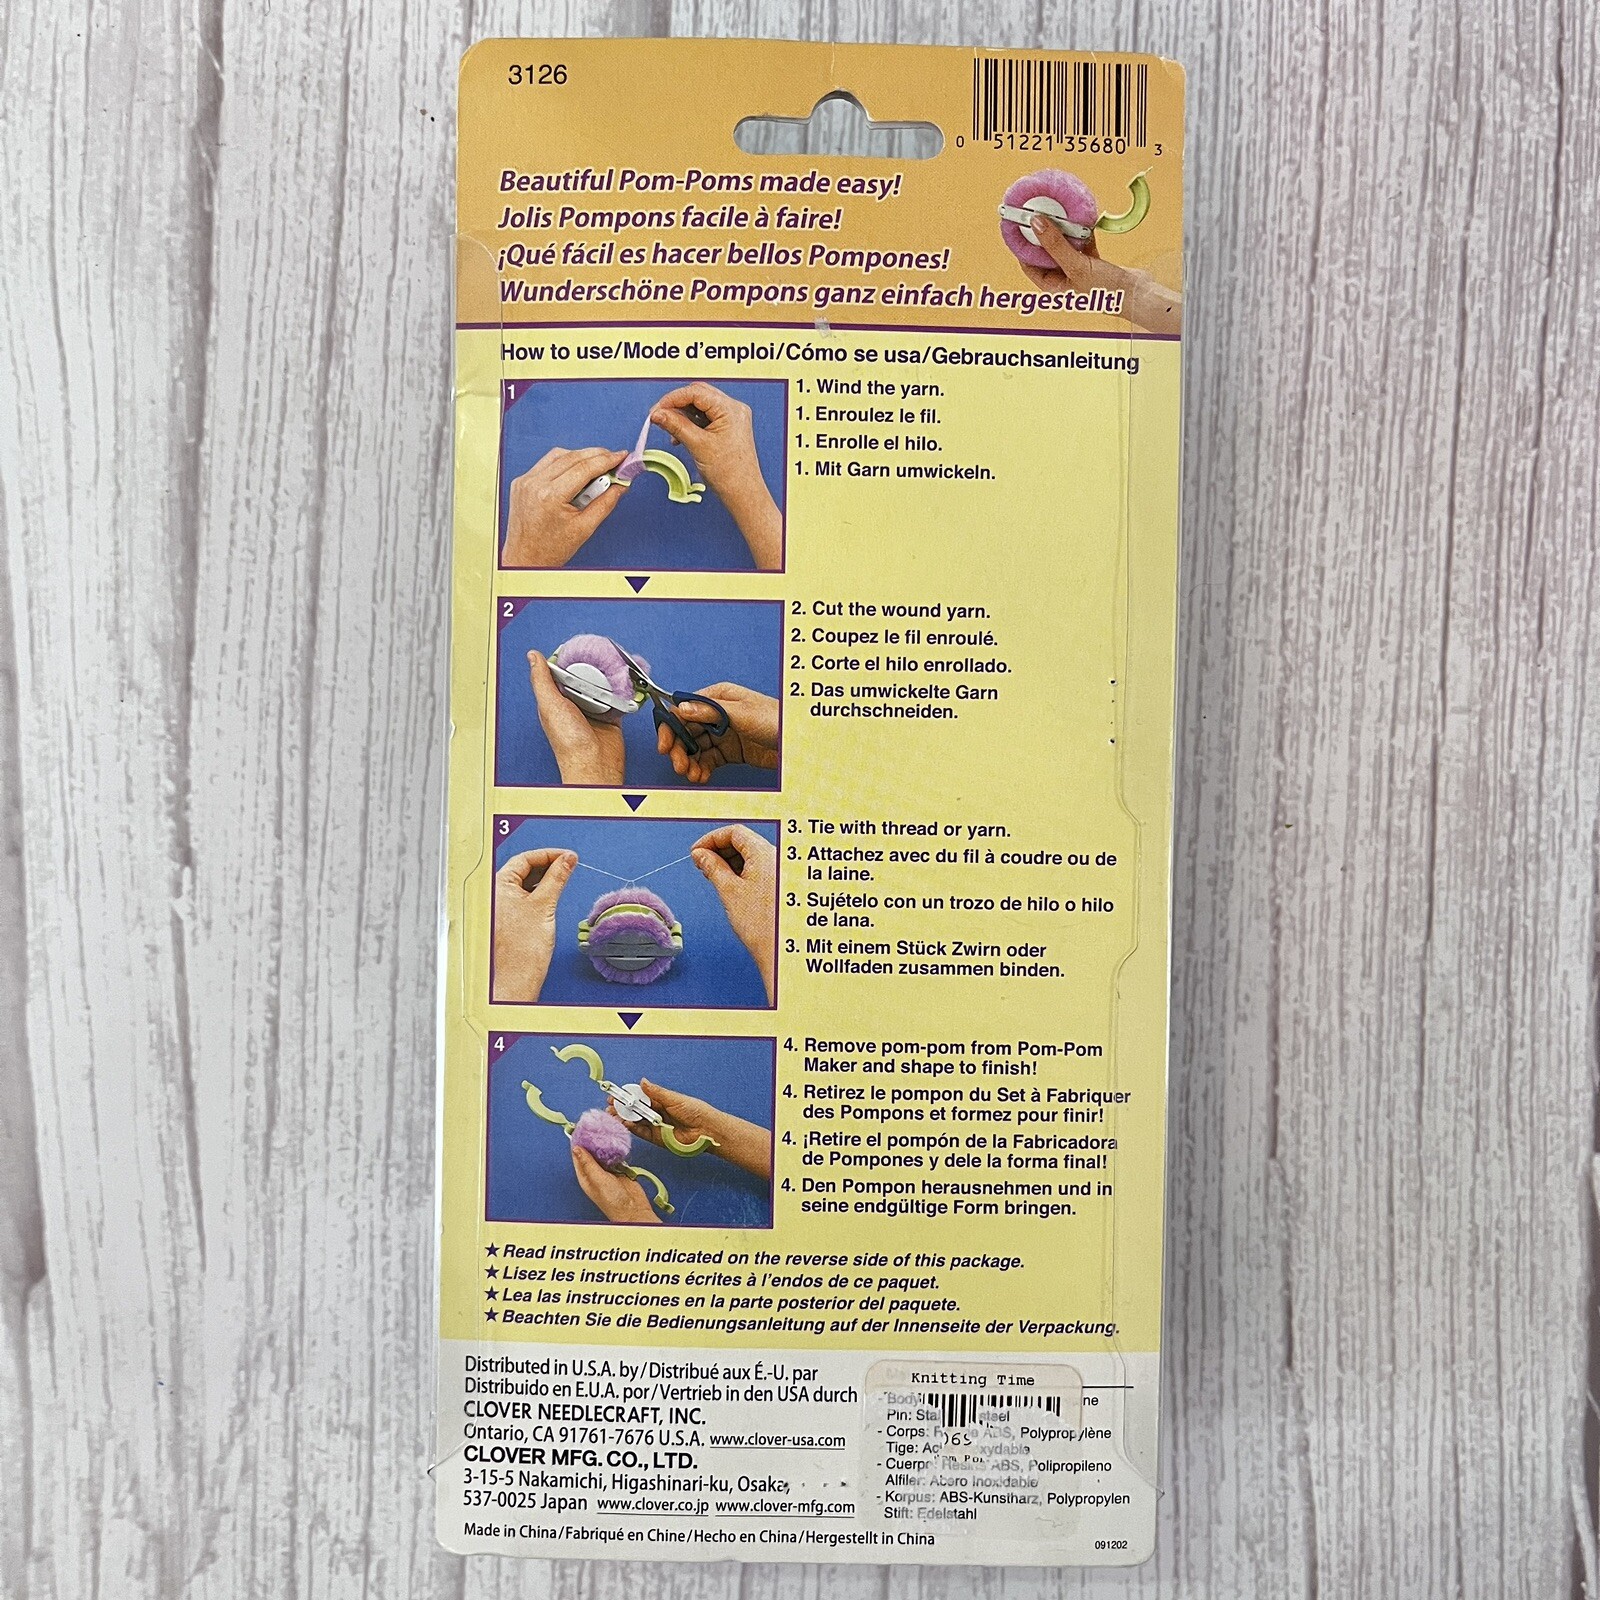 3126
0 51221 35680 3
Beautiful Pom-Poms made easy!
Jolis Pompons facile à faire!
¡Qué fácil es hacer bellos Pompones!
Wunderschöne Pompons ganz einfach hergestellt!
How to use/Mode d'emploi/Cómo se usa/Gebrauchsanleitung
1
1. Wind the yarn.
1. Enroulez le fil.
1. Enrolle el hilo.
1. Mit Garn umwickeln.
2
2. Cut the wound yarn.
2. Coupez le fil enroulé.
2. Corte el hilo enrollado.
2. Das umwickelte Garn
durchschneiden.
3
3. Tie with thread or yarn.
3. Attachez avec du fil à coudre ou de
la laine.
3. Sujételo con un trozo de hilo o hilo
de lana.
3. Mit einem Stück Zwirn oder
Wollfaden zusammen binden.
4
4. Remove pom-pom from Pom-Pom
Maker and shape to finish!
4. Retirez le pompon du Set à Fabriquer
des Pompons et formez pour finir!
4. ¡Retire el pompón de la Fabricadora
de Pompones y dele la forma final!
4. Den Pompon herausnehmen und in
seine endgültige Form bringen.
★Read instruction indicated on the reverse side of this package.
★Lisez les instructions écrites à l'endos de ce paquet.
★Lea las instrucciones en la parte posterior del paquete.
★Beachten Sie die Bedienungsanleitung auf der Innenseite der Verpackung.
Distributed in U.S.A. by/Distribué aux É.-U. par
Distribuido en E.U.A. por/Vertrieb in den USA durch
CLOVER NEEDLECRAFT, INC.
Ontario, CA 91761-7676 U.S.A. www.clover-usa.com
CLOVER MFG. CO., LTD.
3-15-5 Nakamichi, Higashinari-ku, Osaka,
537-0025 Japan www.clover.co.jp www.clover-mfg.com
Made in China/Fabriqué en Chine/Hecho en China/Hergestellt in China
Knitting Time
- Body
Pin:
- Corps: ABS, Polypropylène
Tige:
- Cuerpo: ABS, Polipropileno
Alfiler: Acero Inoxidable
- Korpus: ABS-Kunstharz, Polypropylen
Stift: Edelstahl
091202